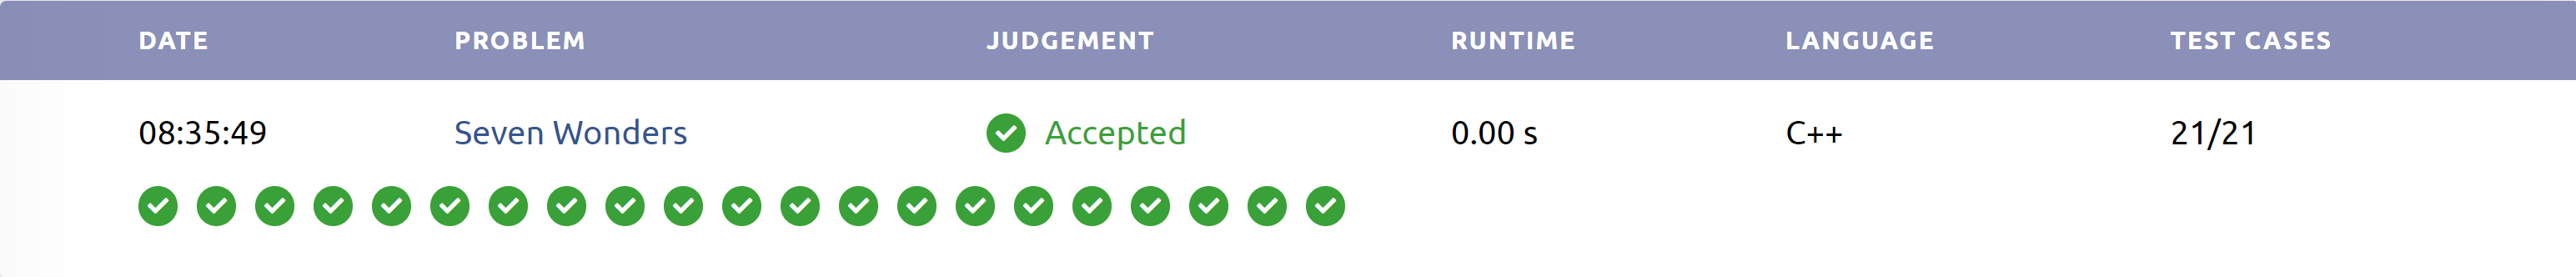 DATE PROBLEM JUDGEMENT RUNTIME LANGUAGE TEST CASES
08:35:49 Seven Wonders Accepted 0.00 s C++ 21/21